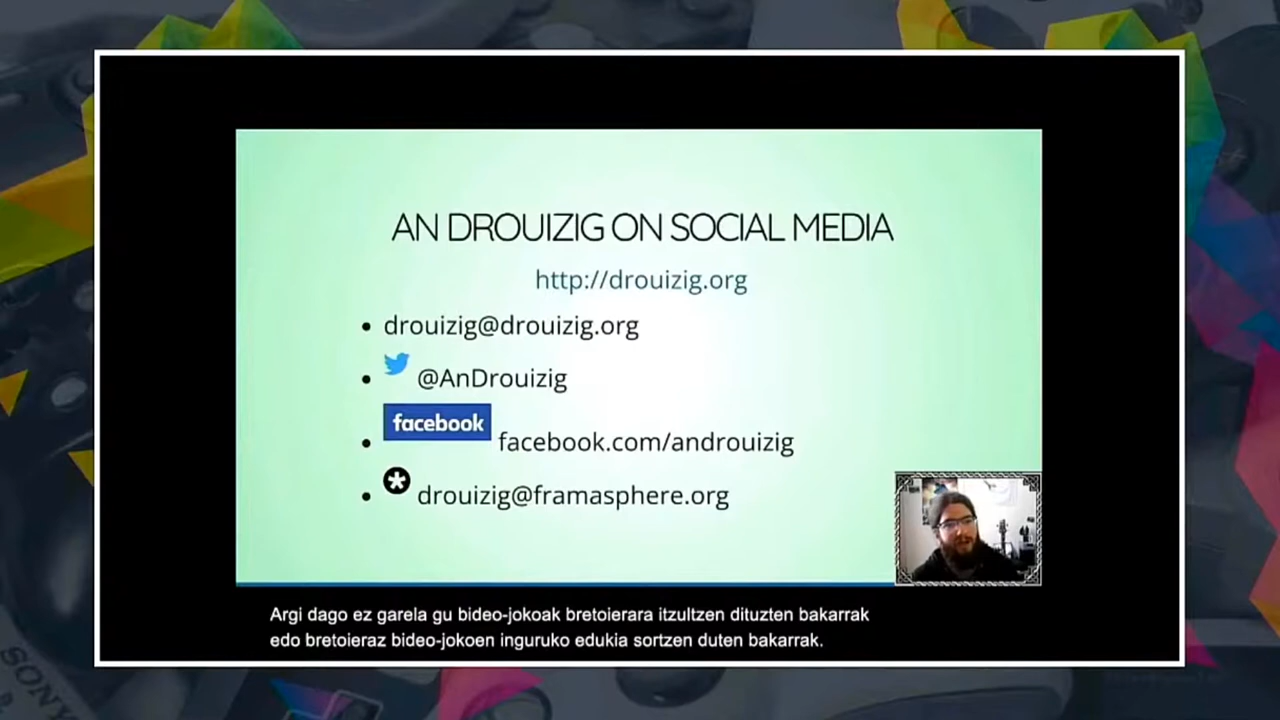 AN DROUIZIG ON SOCIAL MEDIA
http://drouizig.org
drouizig@drouizig.org
@AnDrouizig
facebook
facebook.com/androuizig
drouizig@framasphere.org
Argi dago ez garela gu bideo-jokoak bretoierara itzultzen dituzten bakarrak
edo bretoieraz bideo-jokoen inguruko edukia sortzen duten bakarrak.
SONY